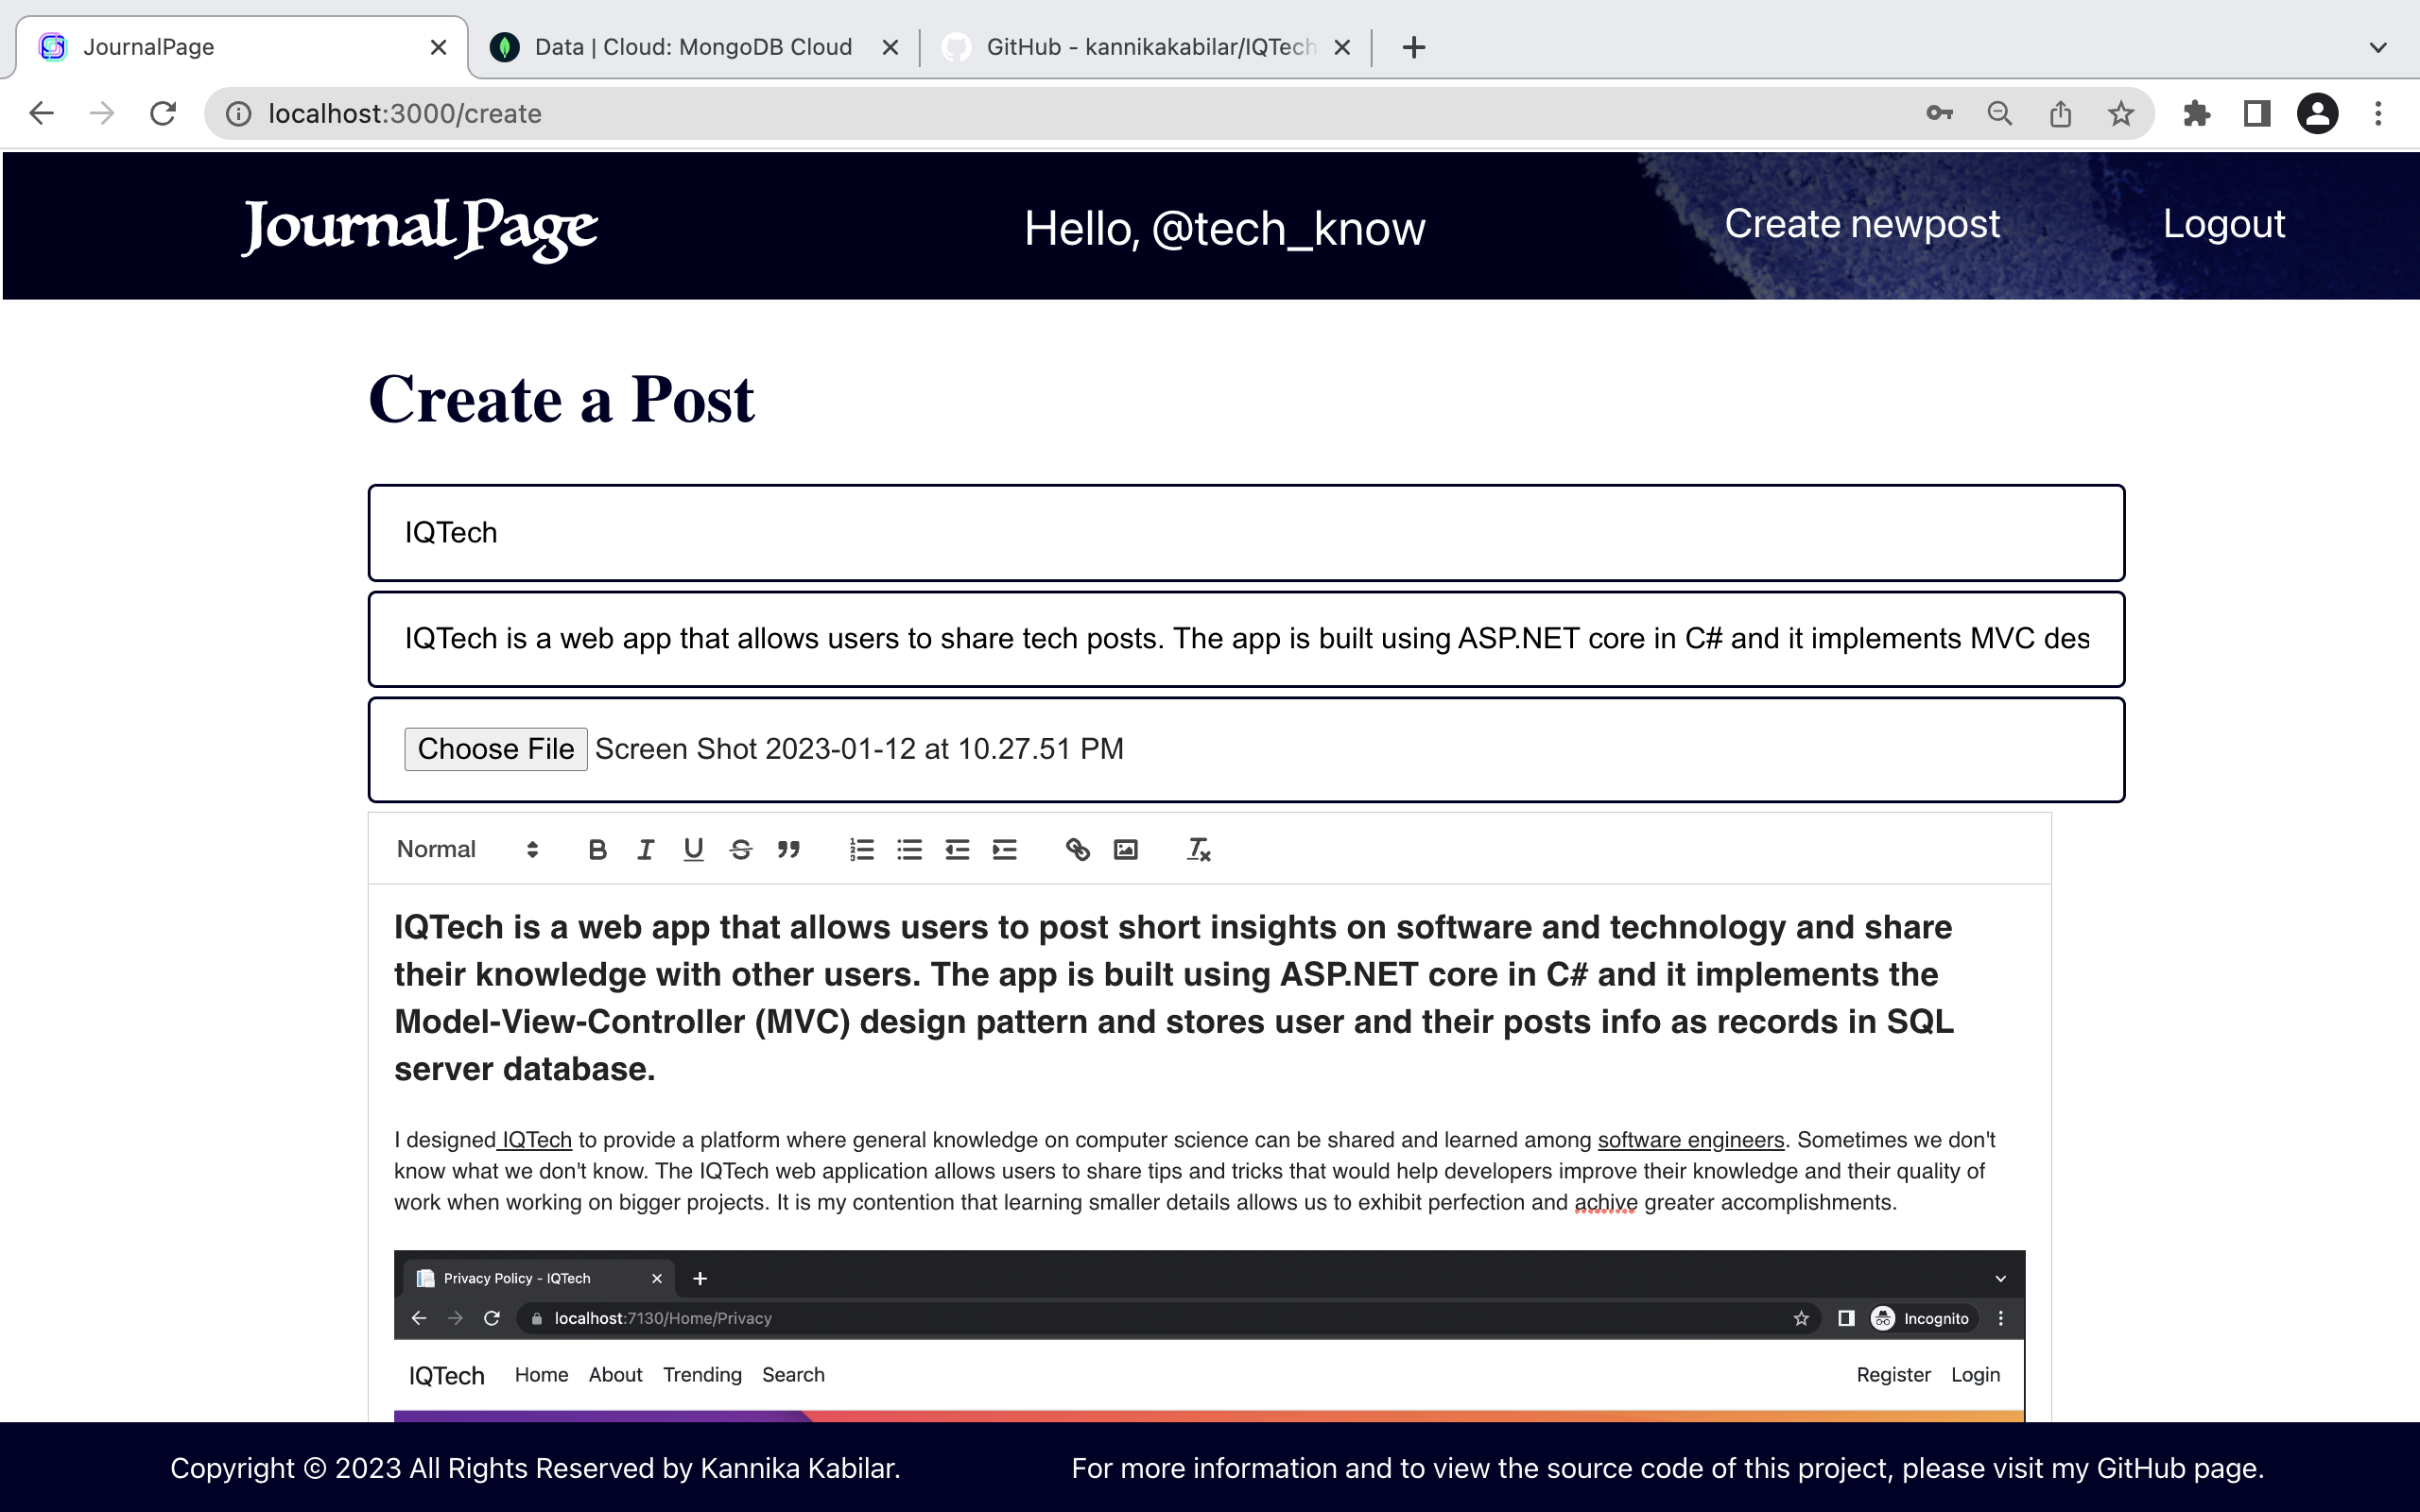 JournalPage
Data | Cloud: MongoDB Cloud
GitHub - kannikakabilar/IQTech
localhost:3000/create
Journal Page
Hello, @tech_know
Create newpost
Logout
Create a Post
IQTech
IQTech is a web app that allows users to share tech posts. The app is built using ASP.NET core in C# and it implements MVC des
Choose File Screen Shot 2023-01-12 at 10.27.51 PM
Normal
IQTech is a web app that allows users to post short insights on software and technology and share
their knowledge with other users. The app is built using ASP.NET core in C# and it implements the
Model-View-Controller (MVC) design pattern and stores user and their posts info as records in SQL
server database.
I designed IQTech to provide a platform where general knowledge on computer science can be shared and learned among software engineers. Sometimes we don't
know what we don't know. The IQTech web application allows users to share tips and tricks that would help developers improve their knowledge and their quality of
work when working on bigger projects. It is my contention that learning smaller details allows us to exhibit perfection and achive greater accomplishments.
Privacy Policy - IQTech
localhost:7130/Home/Privacy
Incognito
IQTech Home About Trending Search Register Login
Copyright © 2023 All Rights Reserved by Kannika Kabilar.
For more information and to view the source code of this project, please visit my GitHub page.